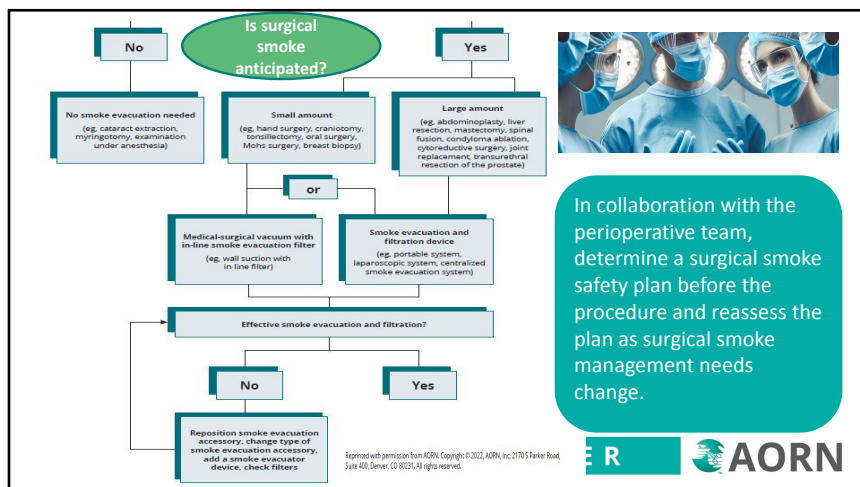 Is surgical
smoke
anticipated?
No
Yes
No smoke evacuation needed
(eg, cataract extraction,
myringotomy, examination
under anesthesia)
Small amount
(eg, hand surgery, craniotomy,
tonsillectomy, oral surgery,
Mohs surgery, breast biopsy)
Large amount
(eg, abdominoplasty, liver
resection, mastectomy, spinal
fusion, condyloma ablation,
cytoreductive surgery, joint
replacement, transurethral
resection of the prostate)
or
Medical-surgical vacuum with
in-line smoke evacuation filter
(eg, wall suction with
in-line filter)
Smoke evacuation and
filtration device
(eg, portable system,
laparoscopic system, centralized
smoke evacuation system)
Effective smoke evacuation and filtration?
No
Yes
Reposition smoke evacuation
accessory, change type of
smoke evacuation accessory,
add a smoke evacuator
device, check filters
Reprinted with permission from AORN. Copyright © 2022, AORN, Inc, 2170 S Parker Road,
Suite 400, Denver, CO 80231. All rights reserved.
In collaboration with the
perioperative team,
determine a surgical smoke
safety plan before the
procedure and reassess the
plan as surgical smoke
management needs
change.
E R
AORN